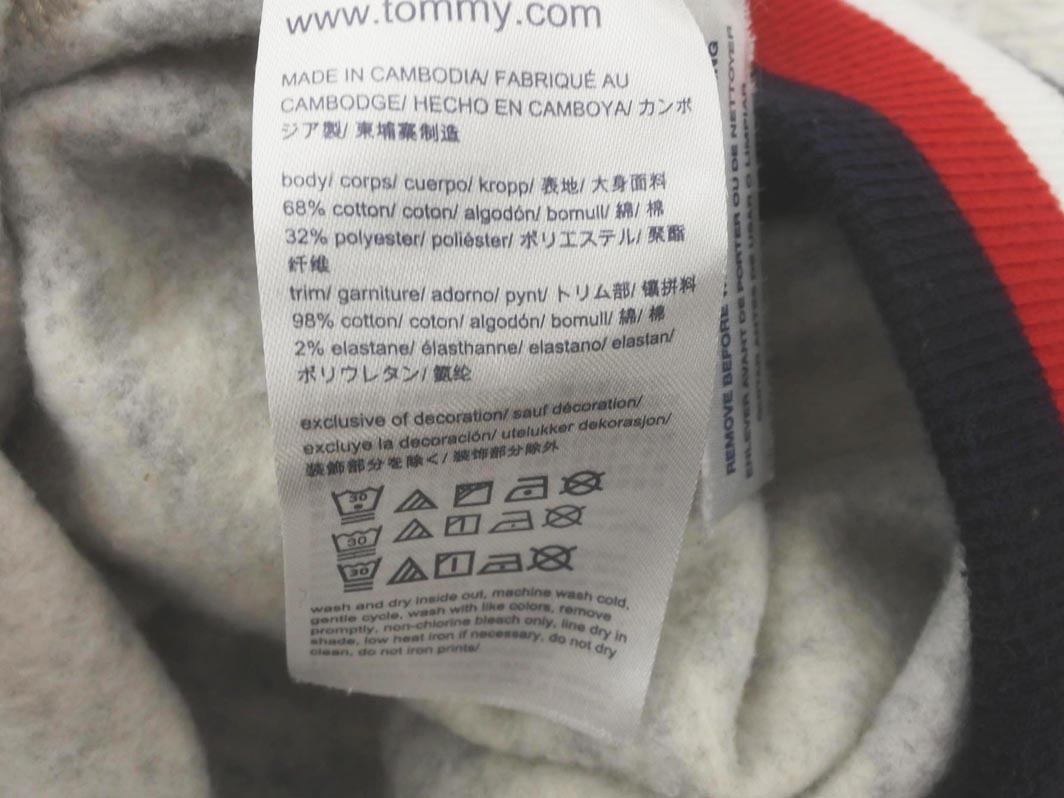 www.tommy.com
MADE IN CAMBODIA/ FABRIQUÉ AU
CAMBODGE/ HECHO EN CAMBOYA/ カンボ
ジア製/ 柬埔寨制造
body/ corps/ cuerpo/ kropp/ 表地/ 大身面料
68% cotton/ coton/ algodón/ bomull/ 綿/ 棉
32% polyester/ poliéster/ ポリエステル/ 聚酯
纤维
trim/ garniture/ adorno/ pynt/ トリム部/ 镶拼料
98% cotton/ coton/ algodón/ bomull/ 綿/ 棉
2% elastane/ élasthanne/ elastano/ elastan/
ポリウレタン/ 氨纶
exclusive of decoration/ sauf décoration/
excluye la decoración/ utelukker dekorasjon/
装飾部分を除く/ 装饰部分除外
30
30
30
wash and dry inside out, machine wash cold,
gentle cycle, wash with like colors, remove
promptly, non-chlorine bleach only, line dry in
shade, low heat iron if necessary, do not dry
clean, do not iron prints/
REMOVE BEFORE
ENLEVER AVANT DE PORTER OU DE NETTOYER
ANTES DE USAR O LIMPIAR